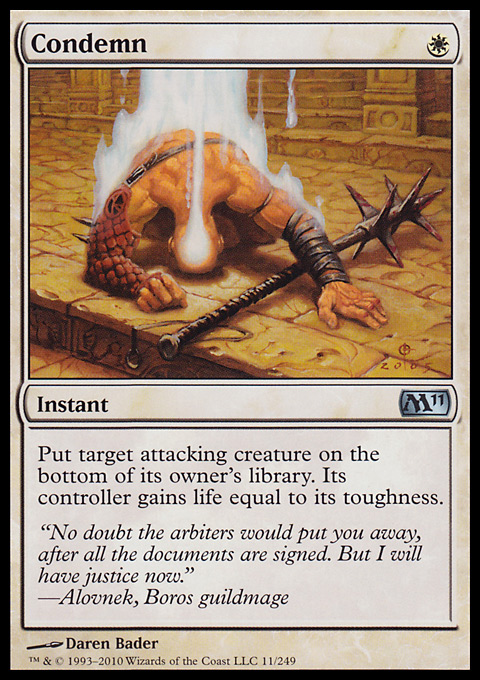 Condemn
2005
Instant
M11
Put target attacking creature on the
bottom of its owner's library. Its
controller gains life equal to its toughness.
"No doubt the arbiters would put you away,
after all the documents are signed. But I will
have justice now."
—Alovnek, Boros guildmage
Daren Bader
™ & © 1993–2010 Wizards of the Coast LLC 11/249